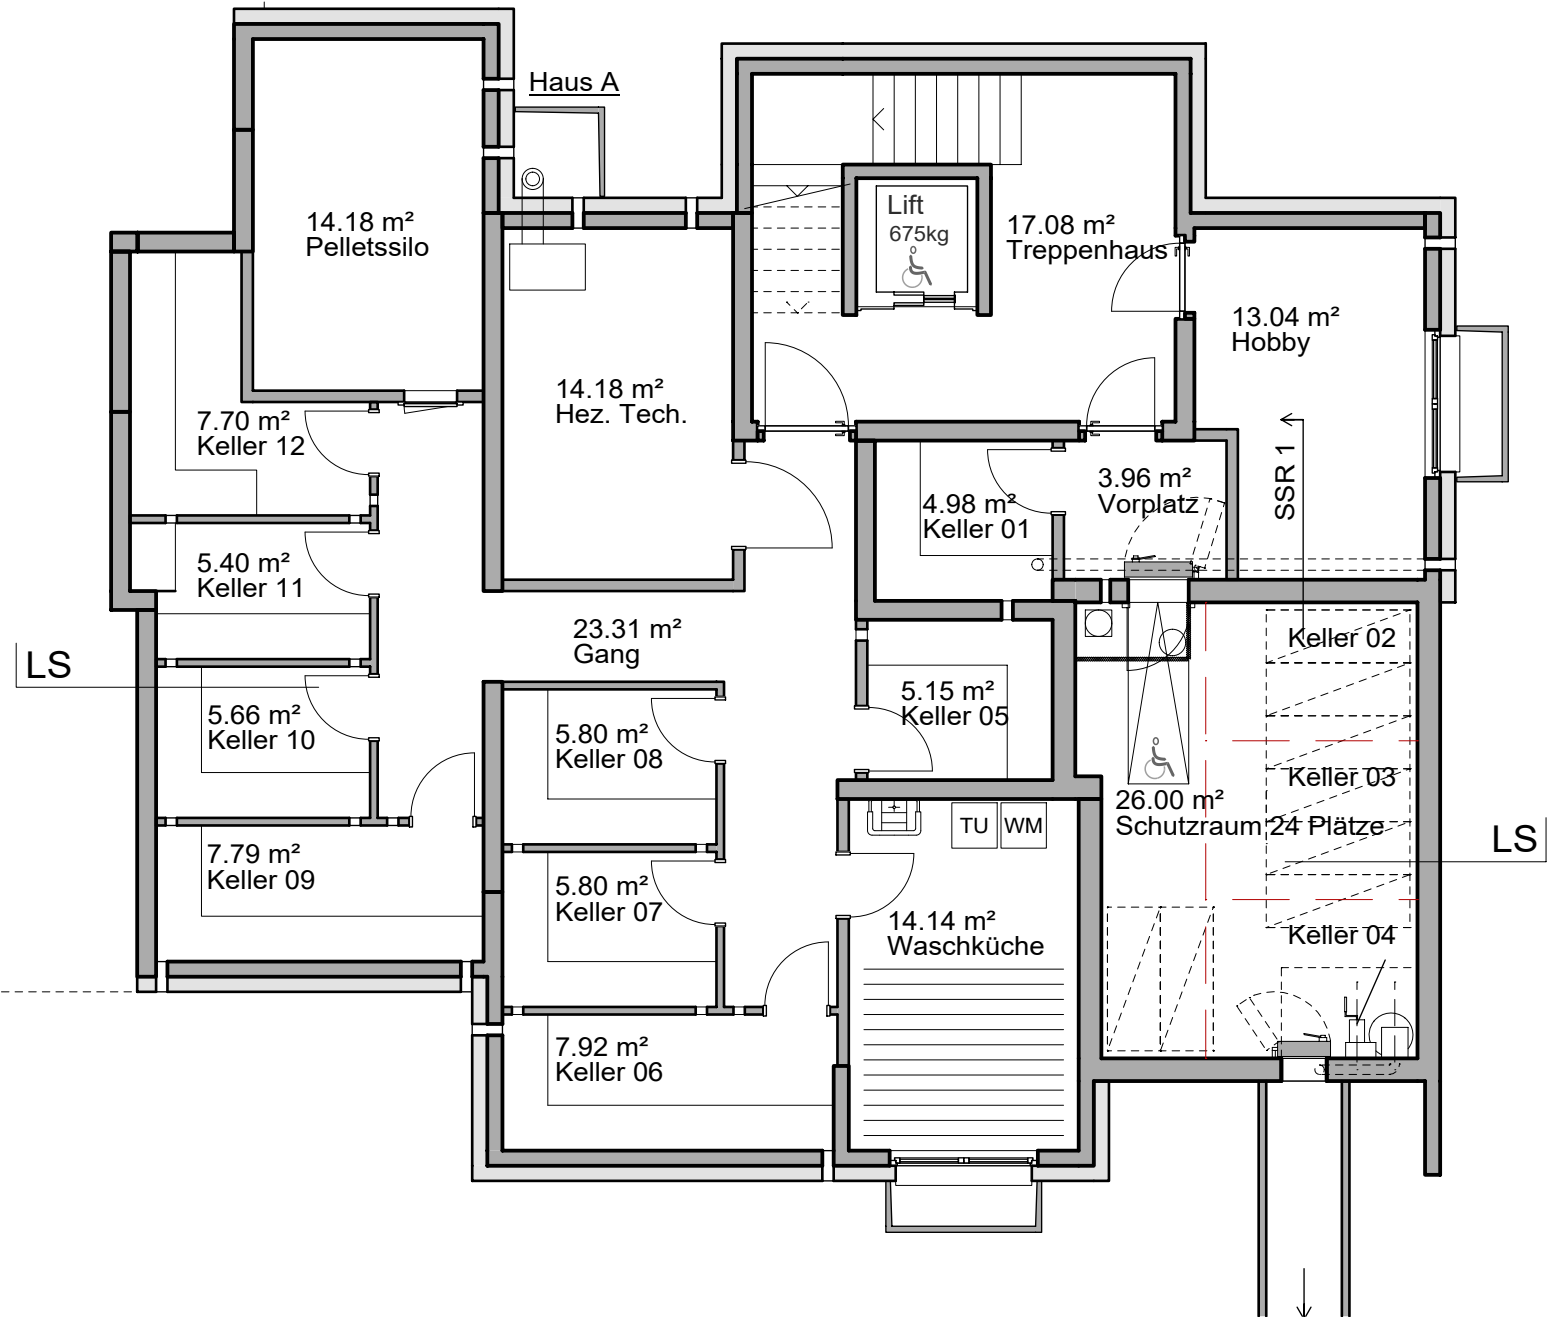 Haus A
14.18 m²
Pelletssilo
Lift
675kg
17.08 m²
Treppenhaus
13.04 m²
Hobby
14.18 m²
Hez. Tech.
7.70 m²
Keller 12
SSR 1
3.96 m²
Vorplatz
4.98 m²
Keller 01
5.40 m²
Keller 11
23.31 m²
Gang
Keller 02
LS
5.15 m²
Keller 05
5.66 m²
Keller 10
5.80 m²
Keller 08
Keller 03
26.00 m²
Schutzraum 24 Plätze
TU
WM
LS
7.79 m²
Keller 09
5.80 m²
Keller 07
14.14 m²
Waschküche
Keller 04
7.92 m²
Keller 06